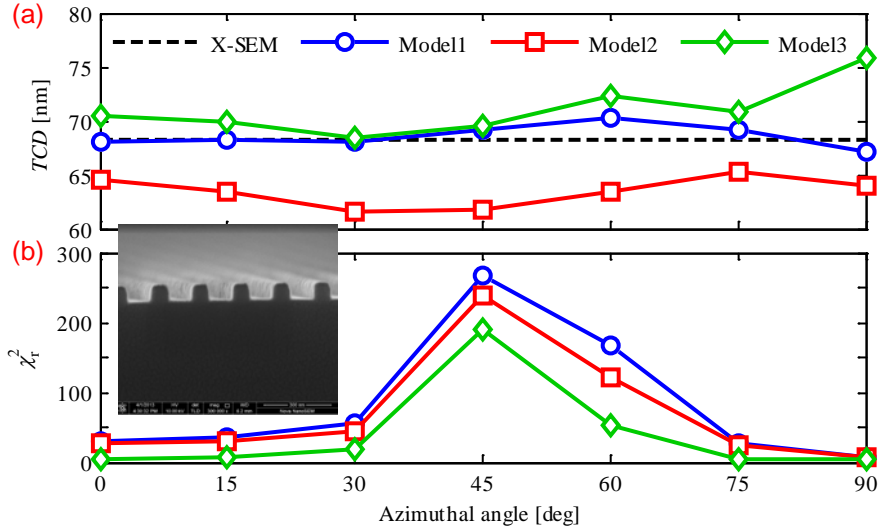 (a)
80
75
70
65
60
TCD [nm]
X-SEM Model1 Model2 Model3
(b)
300
200
100
0
χ²r
0 15 30 45 60 75 90
Azimuthal angle [deg]